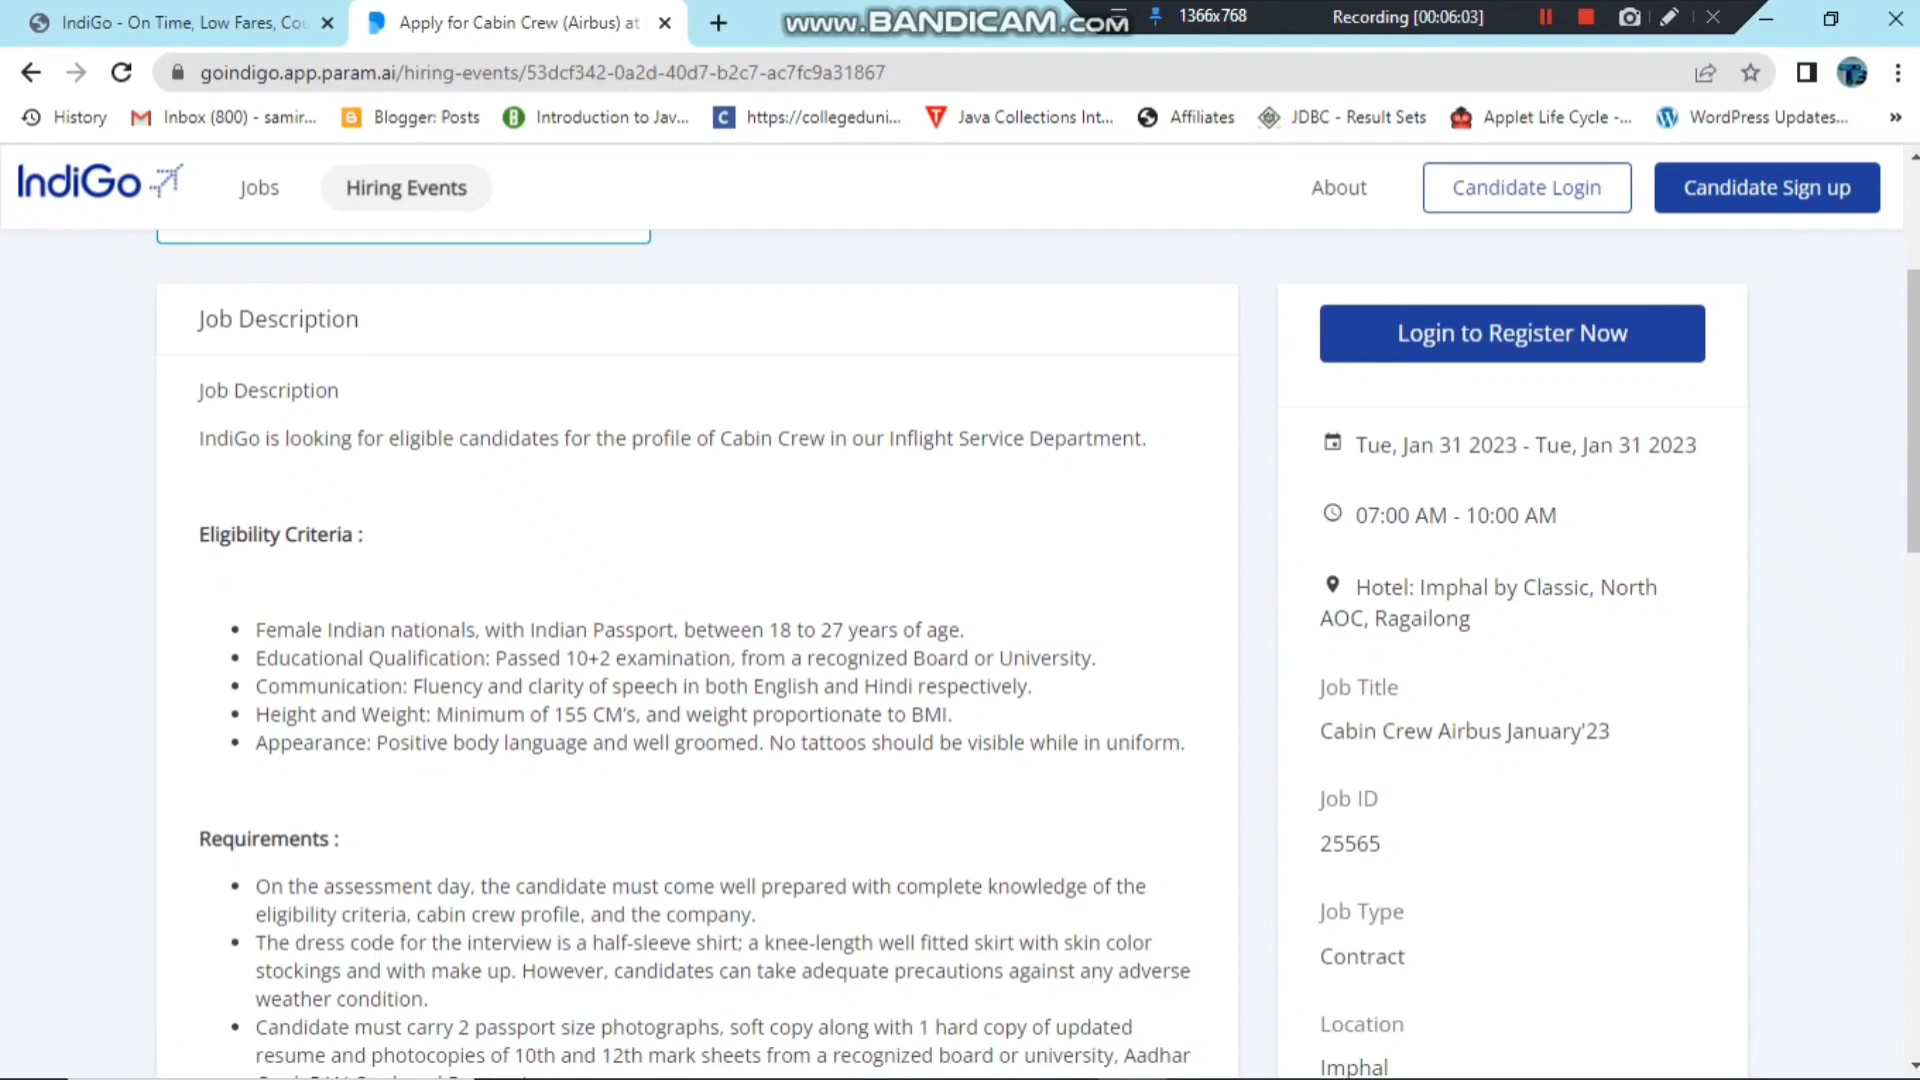 IndiGo - On Time, Low Fares, Cou
Apply for Cabin Crew (Airbus) at
www.BANDICAM.com
1366x768
Recording [00:06:03]
goindigo.app.param.ai/hiring-events/53dcf342-0a2d-40d7-b2c7-ac7fc9a31867
History
Inbox (800) - samir...
Blogger: Posts
Introduction to Jav...
https://collegeduni...
Java Collections Int...
Affiliates
JDBC - Result Sets
Applet Life Cycle -...
WordPress Updates...
»
IndiGo
Jobs
Hiring Events
About
Candidate Login
Candidate Sign up
Job Description
Job Description
IndiGo is looking for eligible candidates for the profile of Cabin Crew in our Inflight Service Department.
Eligibility Criteria :
• Female Indian nationals, with Indian Passport, between 18 to 27 years of age.
• Educational Qualification: Passed 10+2 examination, from a recognized Board or University.
• Communication: Fluency and clarity of speech in both English and Hindi respectively.
• Height and Weight: Minimum of 155 CM's, and weight proportionate to BMI.
• Appearance: Positive body language and well groomed. No tattoos should be visible while in uniform.
Requirements :
• On the assessment day, the candidate must come well prepared with complete knowledge of the
eligibility criteria, cabin crew profile, and the company.
• The dress code for the interview is a half-sleeve shirt; a knee-length well fitted skirt with skin color
stockings and with make up. However, candidates can take adequate precautions against any adverse
weather condition.
• Candidate must carry 2 passport size photographs, soft copy along with 1 hard copy of updated
resume and photocopies of 10th and 12th mark sheets from a recognized board or university, Aadhar
Login to Register Now
Tue, Jan 31 2023 - Tue, Jan 31 2023
07:00 AM - 10:00 AM
Hotel: Imphal by Classic, North
AOC, Ragailong
Job Title
Cabin Crew Airbus January'23
Job ID
25565
Job Type
Contract
Location
Imphal